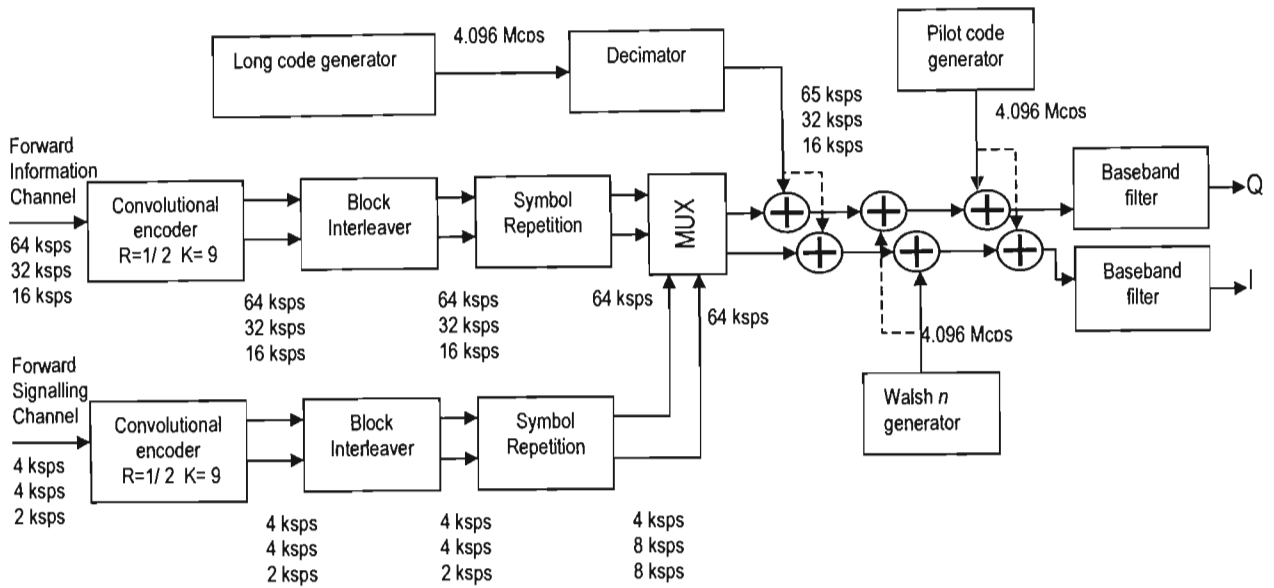 Long code generator
4.096 Mcps
Decimator
Pilot code
generator
65 ksps
32 ksps
16 ksps
4.096 Mcps
Forward
Information
Channel
64 ksps
32 ksps
16 ksps
Convolutional
encoder
R=1/ 2 K= 9
Block
Interleaver
Symbol
Repetition
MUX
Baseband
filter
Q
Baseband
filter
I
64 ksps
32 ksps
16 ksps
64 ksps
32 ksps
16 ksps
64 ksps
64 ksps
4.096 Mcps
Walsh n
generator
Forward
Signalling
Channel
4 ksps
4 ksps
2 ksps
Convolutional
encoder
R=1/ 2 K= 9
Block
Interleaver
Symbol
Repetition
4 ksps
4 ksps
2 ksps
4 ksps
4 ksps
2 ksps
4 ksps
8 ksps
8 ksps